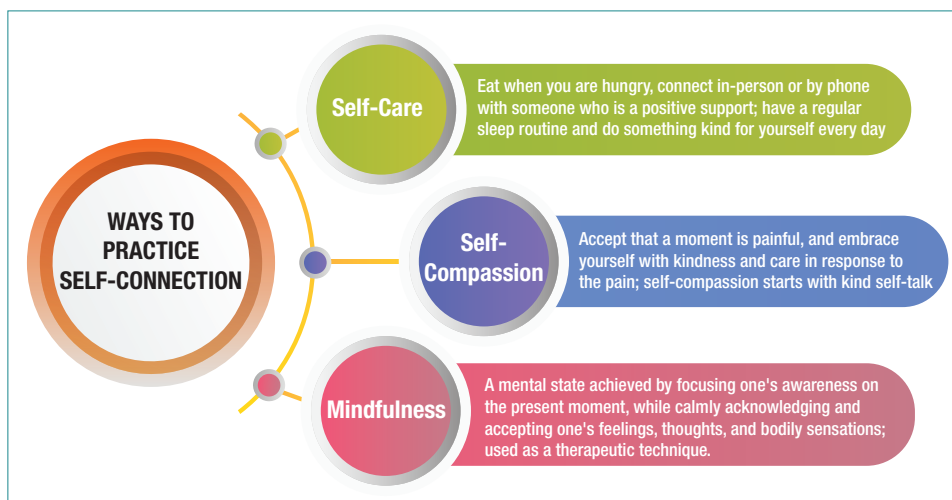 WAYS TO
PRACTICE
SELF-CONNECTION
Self-Care
Eat when you are hungry, connect in-person or by phone
with someone who is a positive support; have a regular
sleep routine and do something kind for yourself every day
Self-
Compassion
Accept that a moment is painful, and embrace
yourself with kindness and care in response to
the pain; self-compassion starts with kind self-talk
Mindfulness
A mental state achieved by focusing one's awareness on
the present moment, while calmly acknowledging and
accepting one's feelings, thoughts, and bodily sensations;
used as a therapeutic technique.